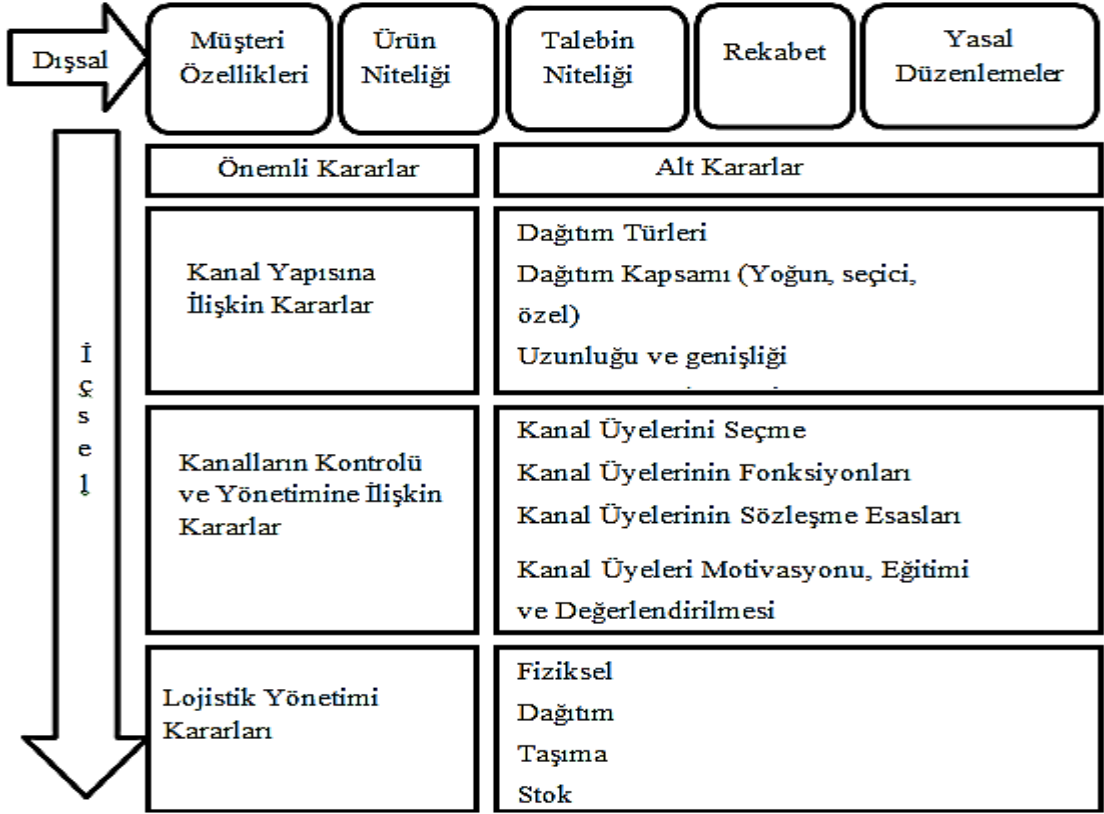 Dışsal
Müşteri
Özellikleri
Ürün
Niteliği
Talebin
Niteliği
Rekabet
Yasal
Düzenlemeler
İçsel
Önemli Kararlar
Alt Kararlar
Kanal Yapısına
İlişkin Kararlar
Dağıtım Türleri
Dağıtım Kapsamı (Yoğun, seçici,
özel)
Uzunluğu ve genişliği
Kanalların Kontrolü
ve Yönetimine İlişkin
Kararlar
Kanal Üyelerini Seçme
Kanal Üyelerinin Fonksiyonları
Kanal Üyelerinin Sözleşme Esasları
Kanal Üyeleri Motivasyonu, Eğitimi
ve Değerlendirilmesi
Lojistik Yönetimi
Kararları
Fiziksel
Dağıtım
Taşıma
Stok